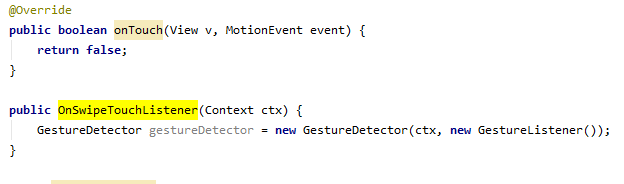 @Override
public boolean onTouch(View v, MotionEvent event) {
return false;
}
public OnSwipeTouchListener(Context ctx) {
GestureDetector gestureDetector = new GestureDetector(ctx, new GestureListener());
}